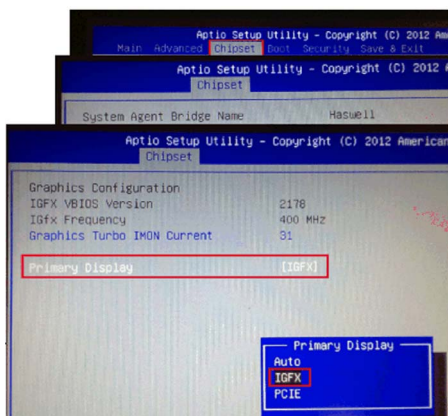 Aptio Setup Utility - Copyright (C) 2012 Am
Main Advanced Chipset Boot Security Save & Exit
Aptio Setup Utility - Copyright (C) 2012
Chipset
System Agent Bridge Name Haswell
Aptio Setup Utility - Copyright (C) 2012 American
Chipset
Graphics Configuration
IGFX VBIOS Version 2178
IGfx Frequency 400 MHz
Graphics Turbo IMON Current 31
Primary Display [IGFX]
Primary Display
Auto
IGFX
PCIE